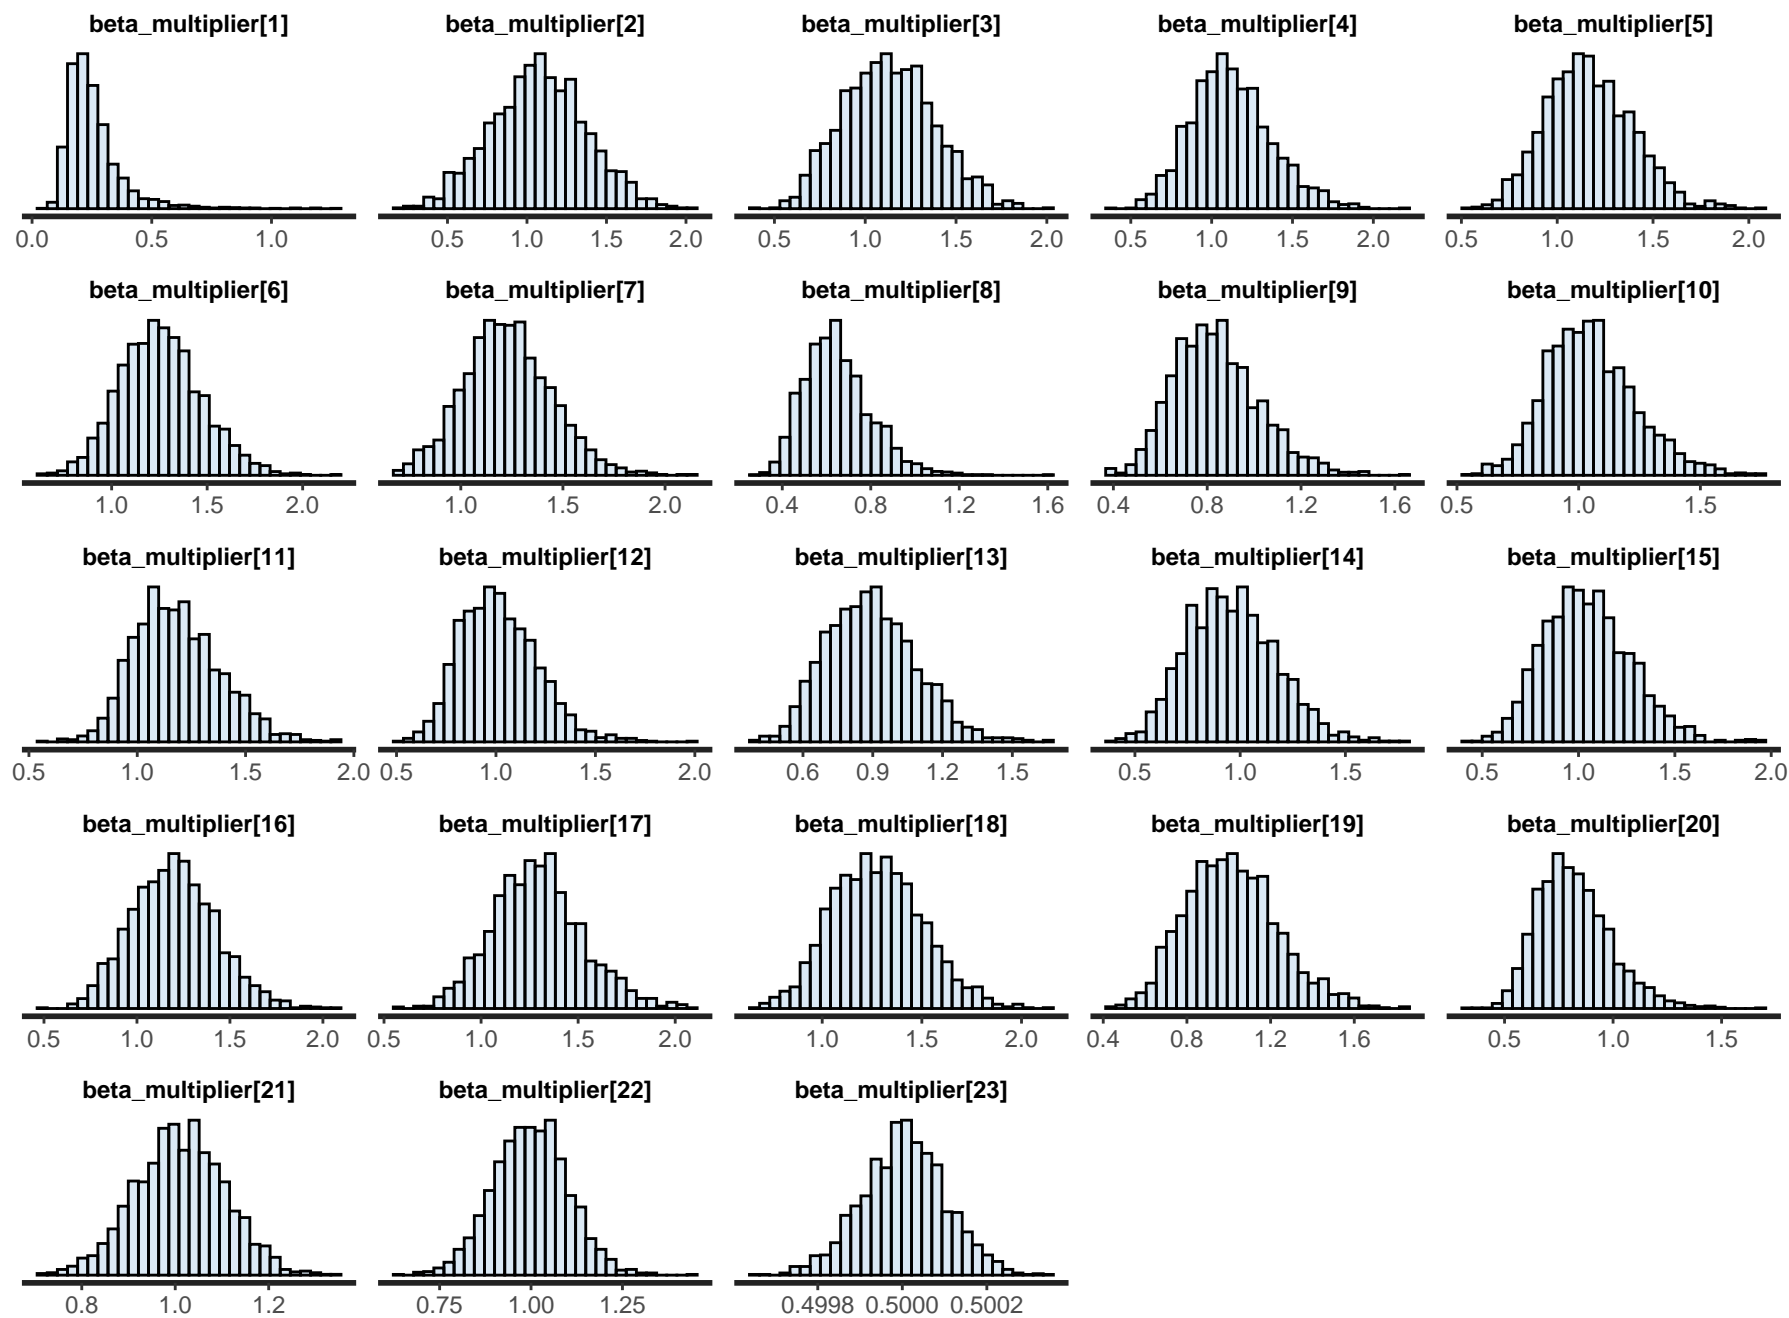 beta_multiplier[1] beta_multiplier[2] beta_multiplier[3] beta_multiplier[4] beta_multiplier[5]
0.0 0.5 1.0 0.5 1.0 1.5 2.0 0.5 1.0 1.5 2.0 0.5 1.0 1.5 2.0 0.5 1.0 1.5 2.0
beta_multiplier[6] beta_multiplier[7] beta_multiplier[8] beta_multiplier[9] beta_multiplier[10]
1.0 1.5 2.0 1.0 1.5 2.0 0.4 0.8 1.2 1.6 0.4 0.8 1.2 1.6 0.5 1.0 1.5
beta_multiplier[11] beta_multiplier[12] beta_multiplier[13] beta_multiplier[14] beta_multiplier[15]
0.5 1.0 1.5 2.0 0.5 1.0 1.5 2.0 0.6 0.9 1.2 1.5 0.5 1.0 1.5 0.5 1.0 1.5 2.0
beta_multiplier[16] beta_multiplier[17] beta_multiplier[18] beta_multiplier[19] beta_multiplier[20]
0.5 1.0 1.5 2.0 0.5 1.0 1.5 2.0 1.0 1.5 2.0 0.4 0.8 1.2 1.6 0.5 1.0 1.5
beta_multiplier[21] beta_multiplier[22] beta_multiplier[23]
0.8 1.0 1.2 0.75 1.00 1.25 0.4998 0.5000 0.5002